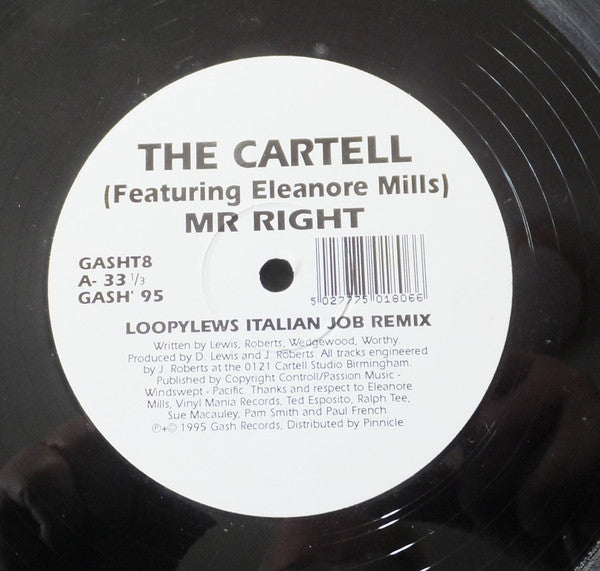 THE CARTELL
(Featuring Eleanore Mills)
MR RIGHT
GASHT8
A- 33 1/3
GASH' 95
5 027775 018066
LOOPYLEWS ITALIAN JOB REMIX
Written by Lewis, Roberts, Wedgewood, Worthy.
Produced by D. Lewis and J. Roberts. All tracks engineered
by J. Roberts at the 0121 Cartell Studio Birmingham.
Published by Copyright Controll/Passion Music -
Windswept - Pacific. Thanks and respect to Eleanore
Mills, Vinyl Mania Records, Ted Esposito, Ralph Tee,
Sue Macauley, Pam Smith and Paul French.
℗+© 1995 Gash Records, Distributed by Pinnicle.